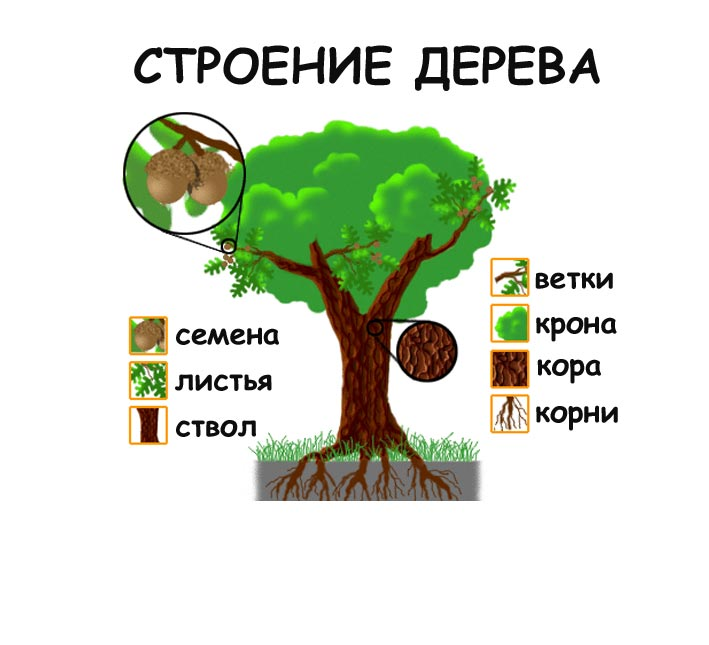 СТРОЕНИЕ ДЕРЕВА
семена
листья
ствол
ветки
крона
кора
корни